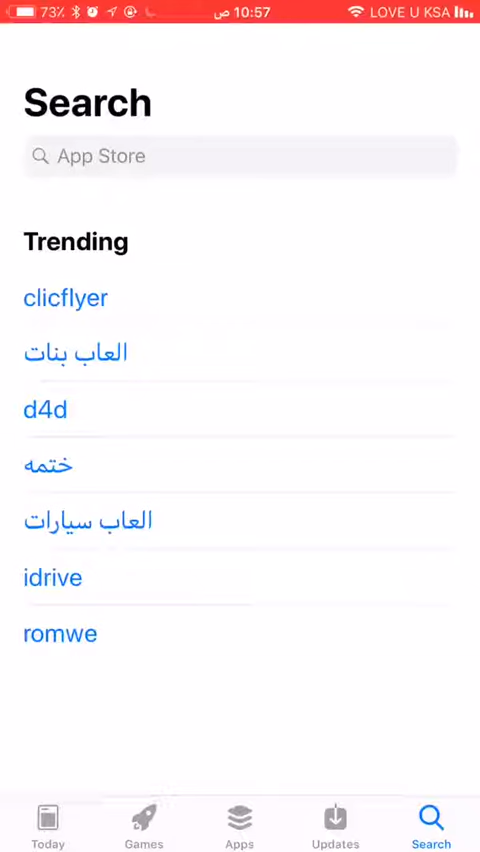 73٪ 10:57 ص LOVE U KSA
Search
App Store
Trending
clicflyer
العاب بنات
d4d
ختمه
العاب سيارات
idrive
romwe
Today Games Apps Updates Search